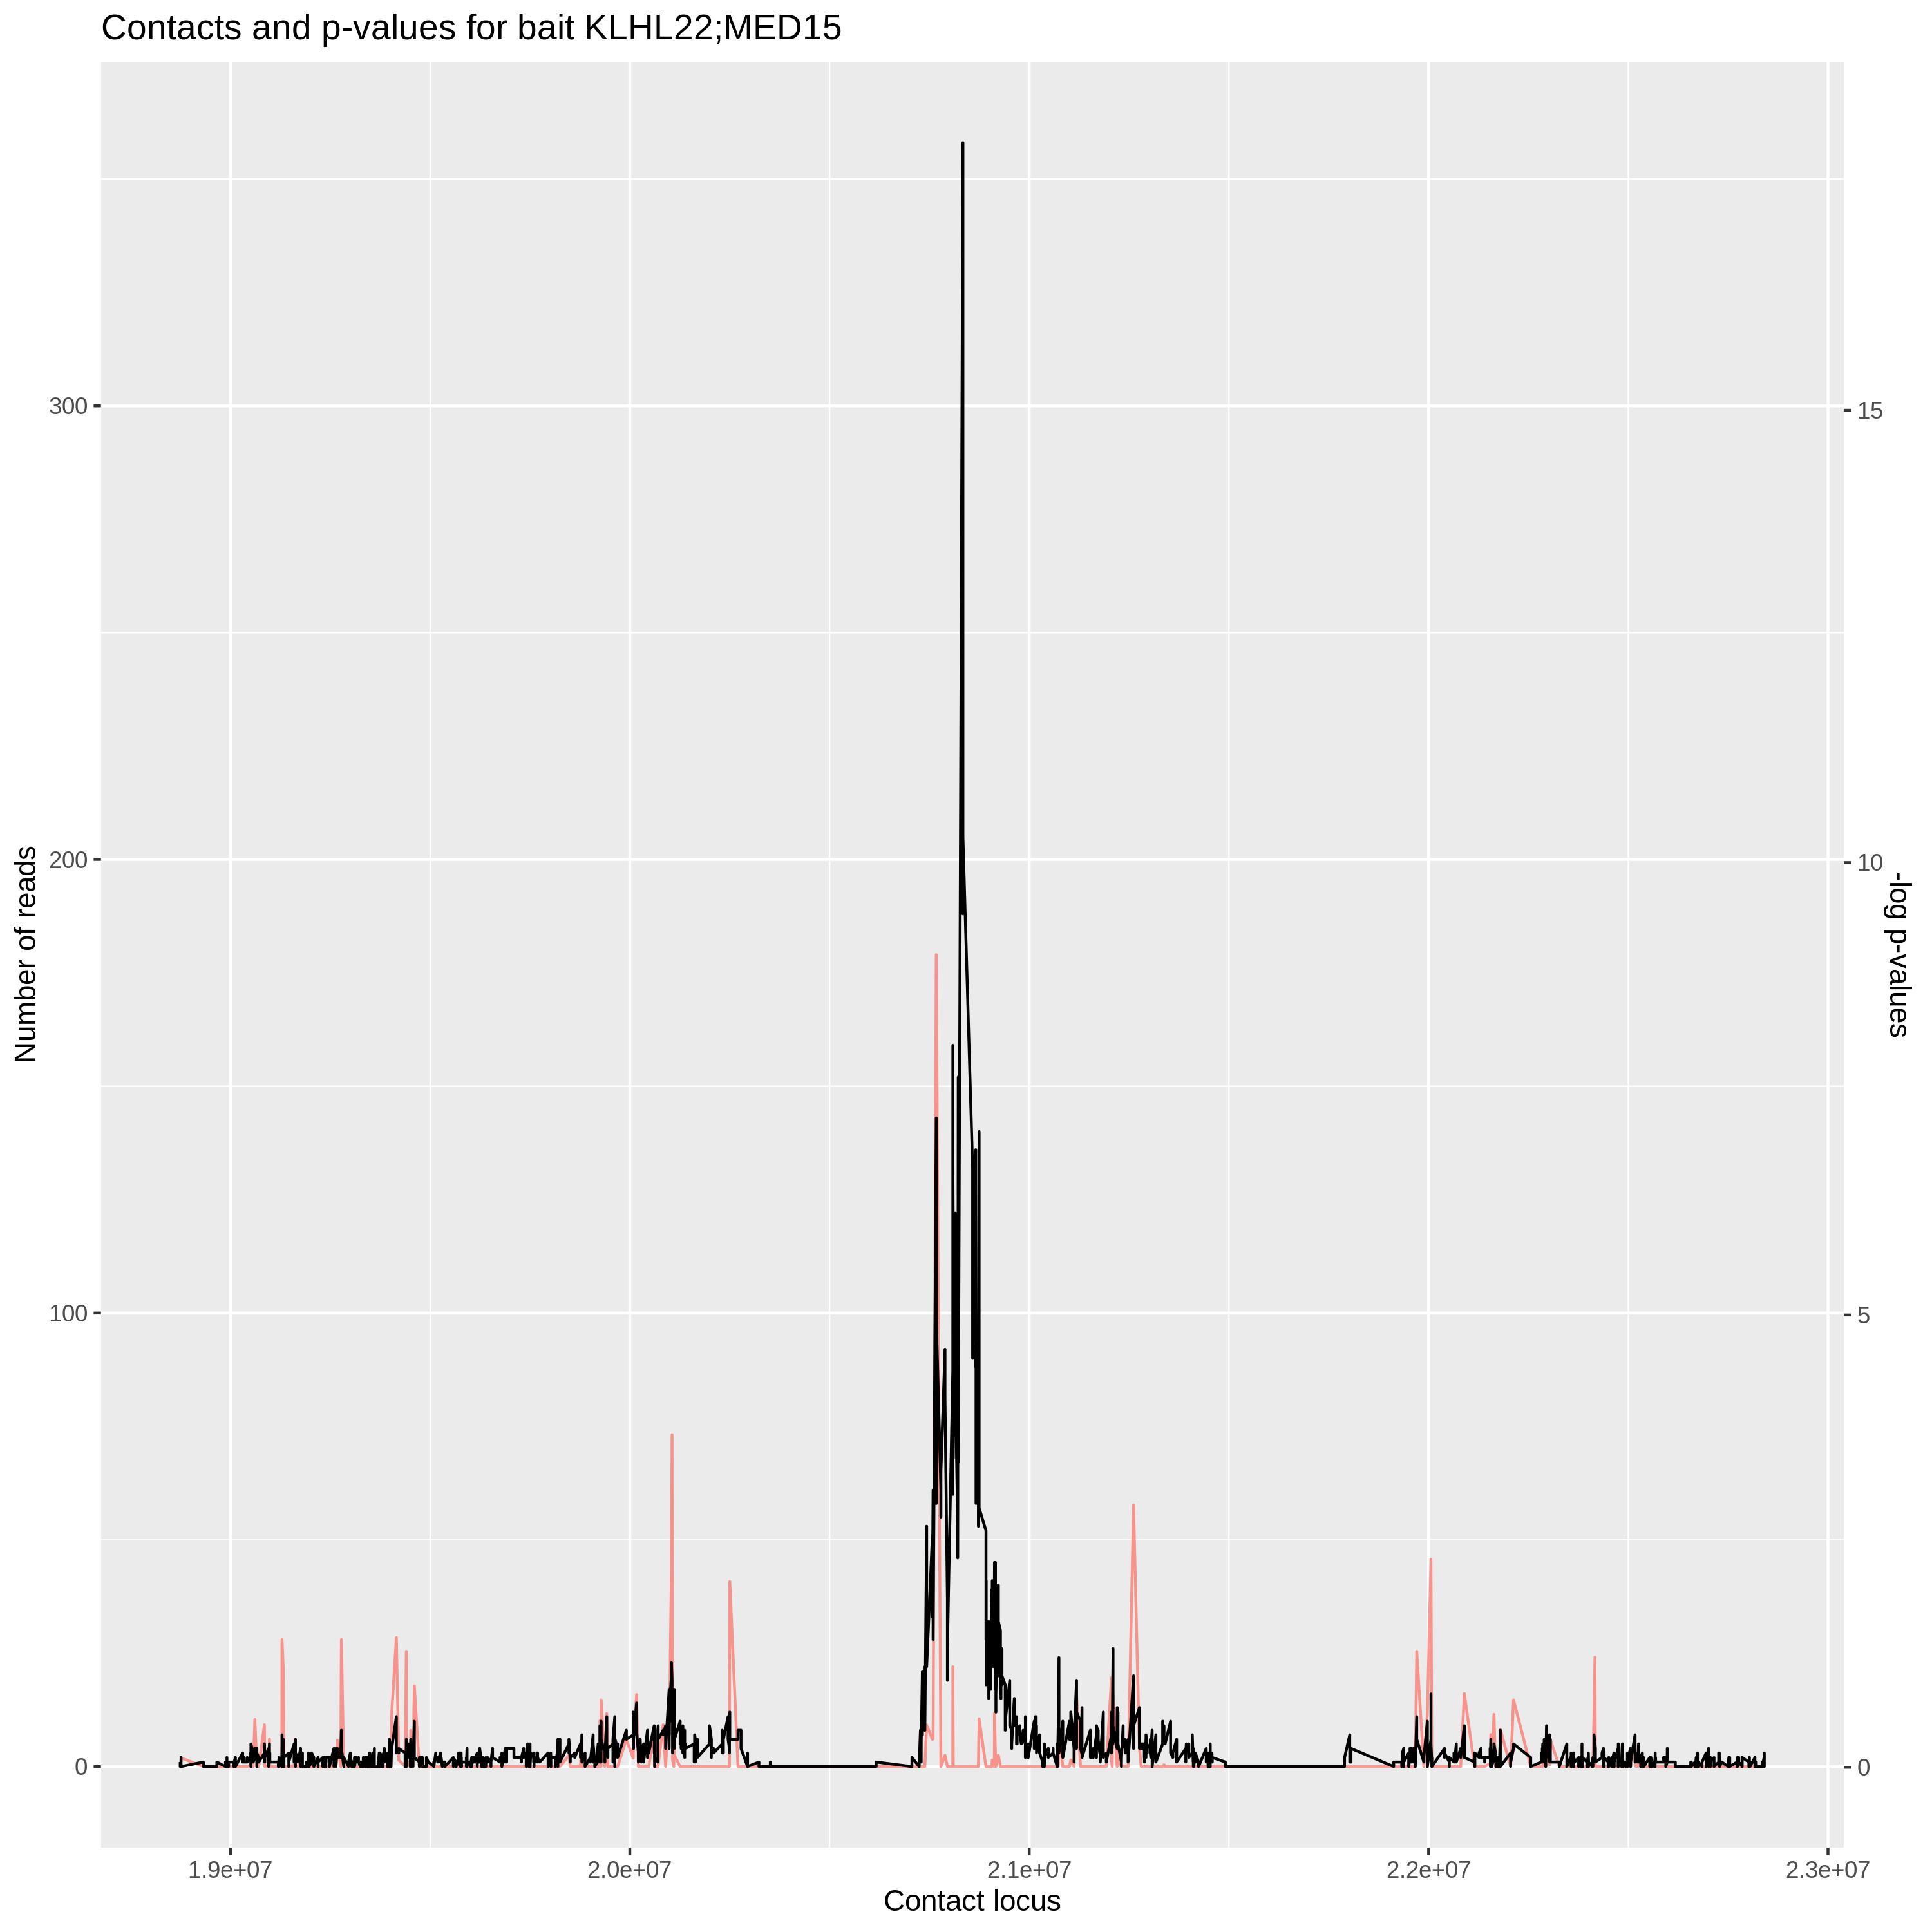 Contacts and p-values for bait KLHL22;MED15
300
200
100
0
15
10
5
0
Number of reads
-log p-values
1.9e+07 2.0e+07 2.1e+07 2.2e+07 2.3e+07
Contact locus